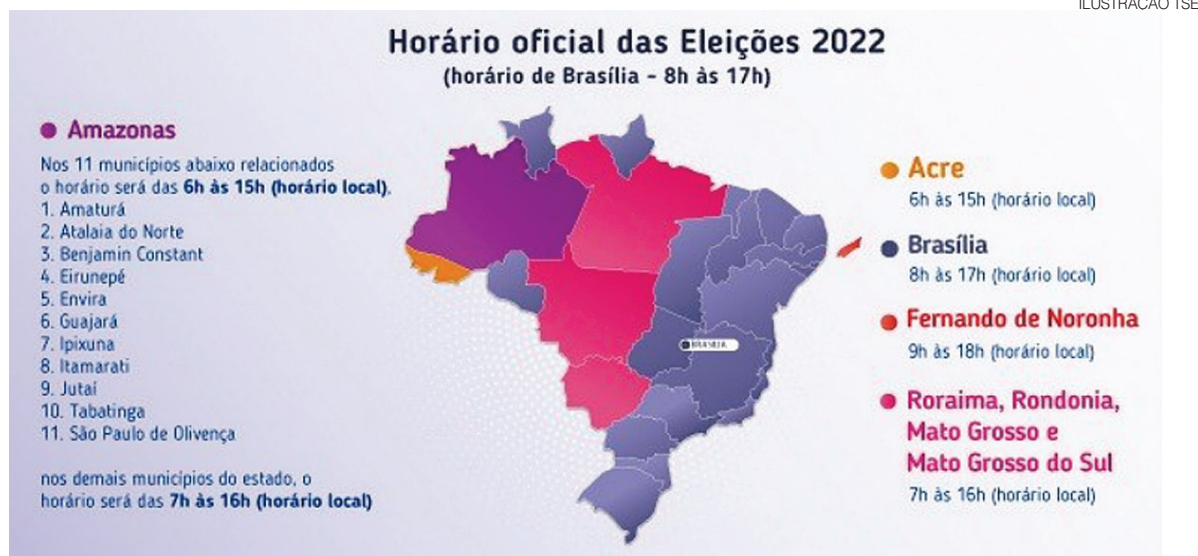 ILUSTRAÇÃO TSE
Horário oficial das Eleições 2022
(horário de Brasília - 8h às 17h)
Amazonas
Nos 11 municípios abaixo relacionados
o horário será das 6h às 15h (horário local).
1. Amaturá
2. Atalaia do Norte
3. Benjamin Constant
4. Eirunepé
5. Envira
6. Guajará
7. Ipixuna
8. Itamarati
9. Jutaí
10. Tabatinga
11. São Paulo de Olivença
nos demais municípios do estado, o
horário será das 7h às 16h (horário local)
BRASÍLIA
Acre
6h às 15h (horário local)
Brasília
8h às 17h (horário local)
Fernando de Noronha
9h às 18h (horário local)
Roraima, Rondonia,
Mato Grosso e
Mato Grosso do Sul
7h às 16h (horário local)